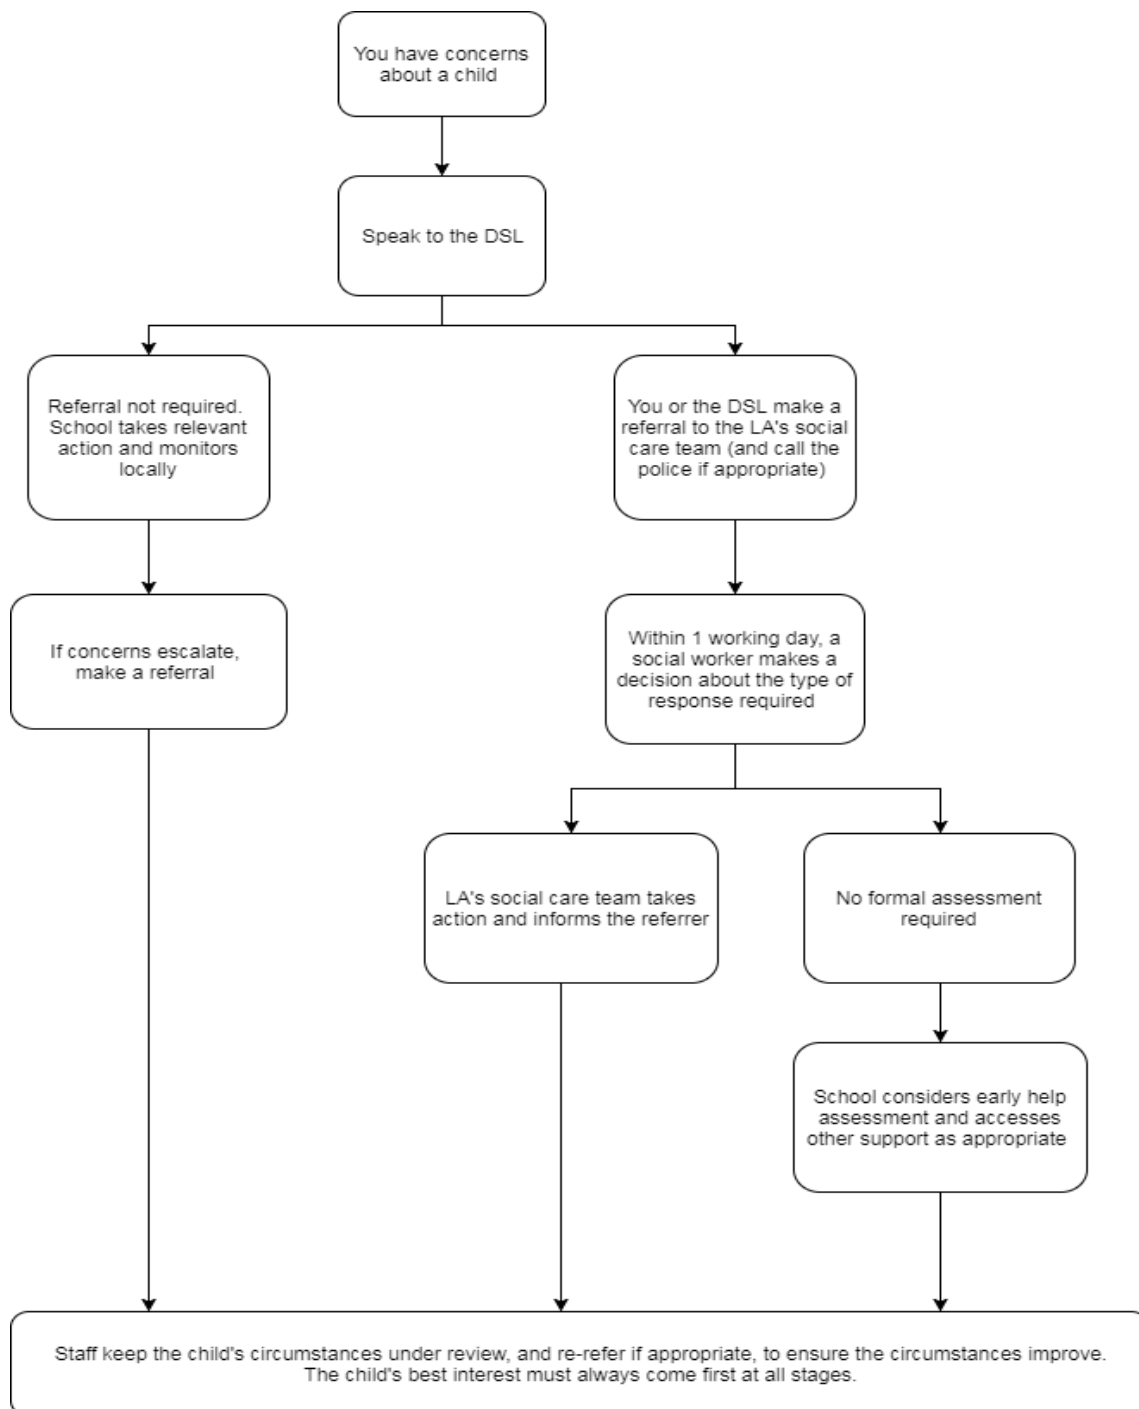 You have concerns
about a child
Speak to the DSL
Referral not required.
School takes relevant
action and monitors
locally
You or the DSL make a
referral to the LA's social
care team (and call the
police if appropriate)
If concerns escalate,
make a referral
Within 1 working day, a
social worker makes a
decision about the type of
response required
LA's social care team takes
action and informs the referrer
No formal assessment
required
School considers early help
assessment and accesses
other support as appropriate
Staff keep the child's circumstances under review, and re-refer if appropriate, to ensure the circumstances improve.
The child's best interest must always come first at all stages.